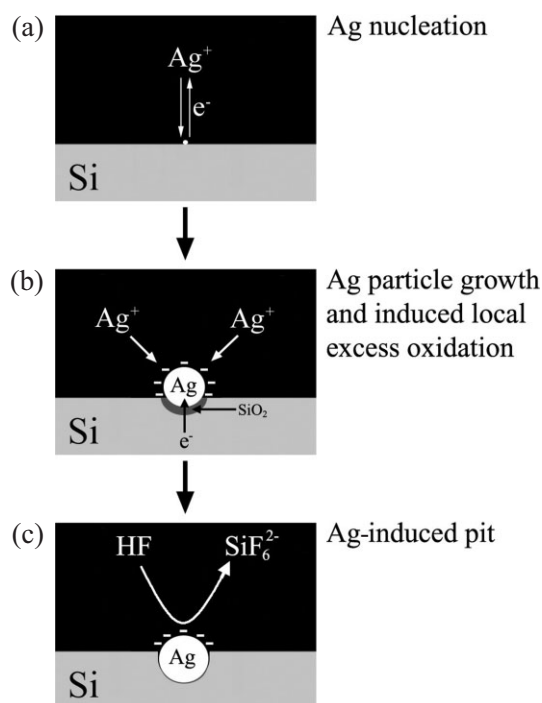 (a)
Ag nucleation
Ag⁺
e⁻
Si
(b)
Ag particle growth
and induced local
excess oxidation
Ag⁺ Ag⁺
Ag
SiO₂
e⁻
Si
(c)
Ag-induced pit
HF SiF₆²⁻
Ag
Si